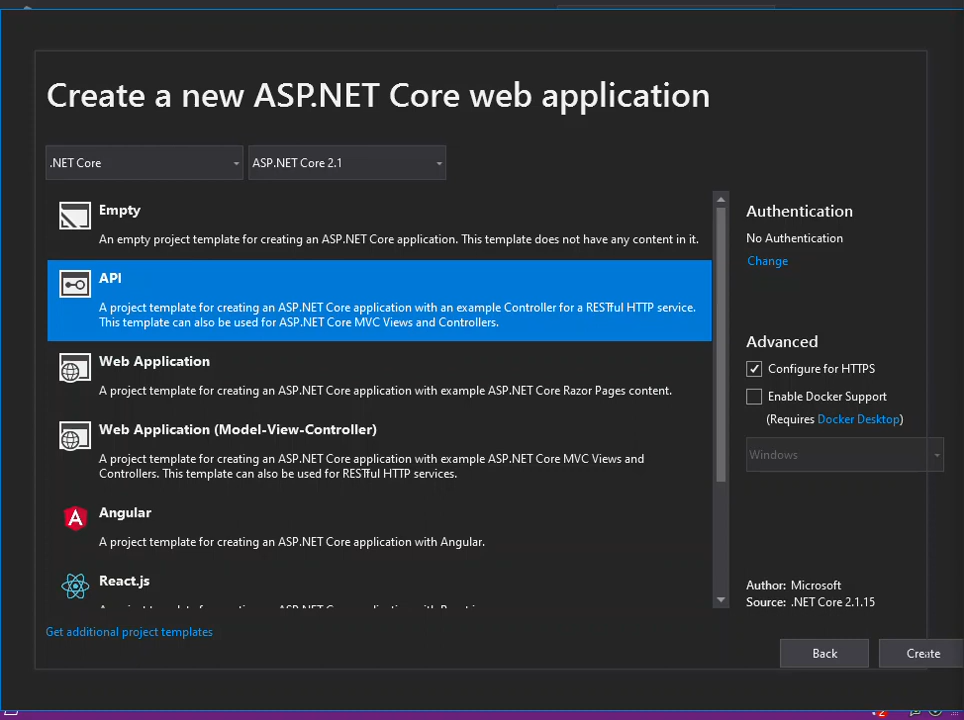 Create a new ASP.NET Core web application
.NET Core
ASP.NET Core 2.1
Empty
An empty project template for creating an ASP.NET Core application. This template does not have any content in it.
API
A project template for creating an ASP.NET Core application with an example Controller for a RESTful HTTP service.
This template can also be used for ASP.NET Core MVC Views and Controllers.
Web Application
A project template for creating an ASP.NET Core application with example ASP.NET Core Razor Pages content.
Web Application (Model-View-Controller)
A project template for creating an ASP.NET Core application with example ASP.NET Core MVC Views and
Controllers. This template can also be used for RESTful HTTP services.
Angular
A project template for creating an ASP.NET Core application with Angular.
React.js
Get additional project templates
Authentication
No Authentication
Change
Advanced
Configure for HTTPS
Enable Docker Support
(Requires Docker Desktop)
Windows
Author: Microsoft
Source: .NET Core 2.1.15
Back
Create
2